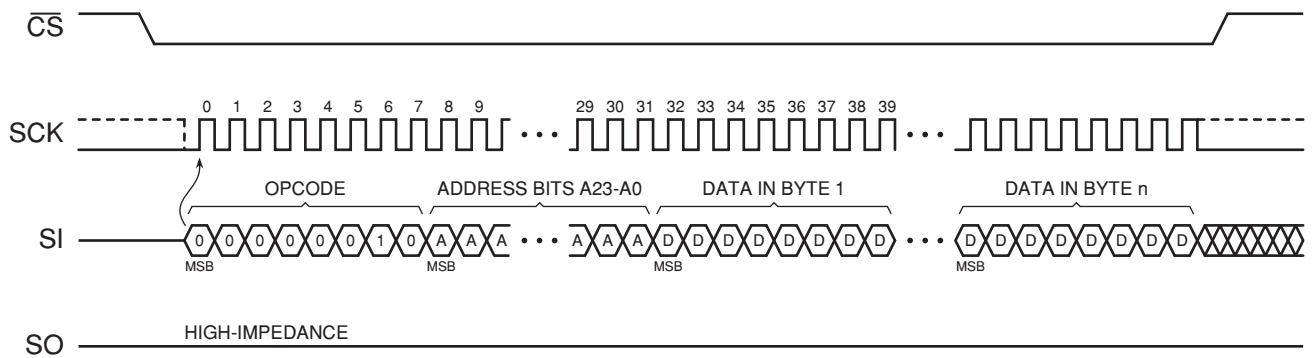 CS
0 1 2 3 4 5 6 7 8 9 29 30 31 32 33 34 35 36 37 38 39
SCK
OPCODE ADDRESS BITS A23-A0 DATA IN BYTE 1 DATA IN BYTE n
SI 0 0 0 0 0 0 1 0 A A A A A A D D D D D D D D D D D D D D D D
MSB MSB MSB MSB
HIGH-IMPEDANCE
SO